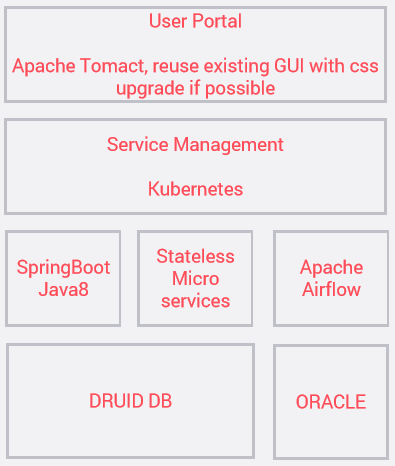 User Portal
Apache Tomact, reuse existing GUI with css
upgrade if possible
Service Management
Kubernetes
SpringBoot
Java8
Stateless
Micro
services
Apache
Airflow
DRUID DB
ORACLE